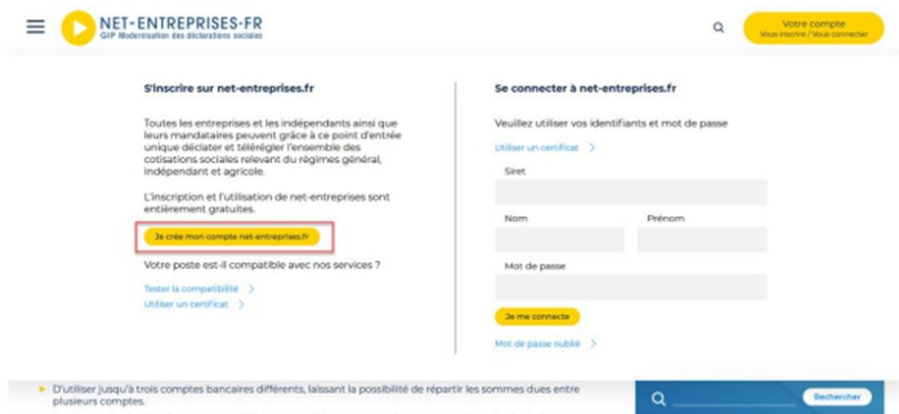 NET-ENTREPRISES·FR
GIP Modernisation des déclarations sociales
Votre compte
Vous inscrire / Vous connecter
S'inscrire sur net-entreprises.fr
Toutes les entreprises et les indépendants ainsi que
leurs mandataires peuvent grâce à ce point d'entrée
unique déclater et télérégler l'ensemble des
cotisations sociales relevant du régimes général,
indépendant et agricole.
L'inscription et l'utilisation de net-entreprises sont
entièrement gratuites.
Je crée mon compte net-entreprises.fr
Votre poste est-il compatible avec nos services ?
Tester la compatibilité >
Utiliser un certificat >
Se connecter à net-entreprises.fr
Veuillez utiliser vos identifiants et mot de passe
Utiliser un certificat >
Siret
Nom
Prénom
Mot de passe
Je me connecte
Mot de passe oublié >
D'utiliser jusqu'à trois comptes bancaires différents, laissant la possibilité de répartir les sommes dues entre
plusieurs comptes.
Rechercher